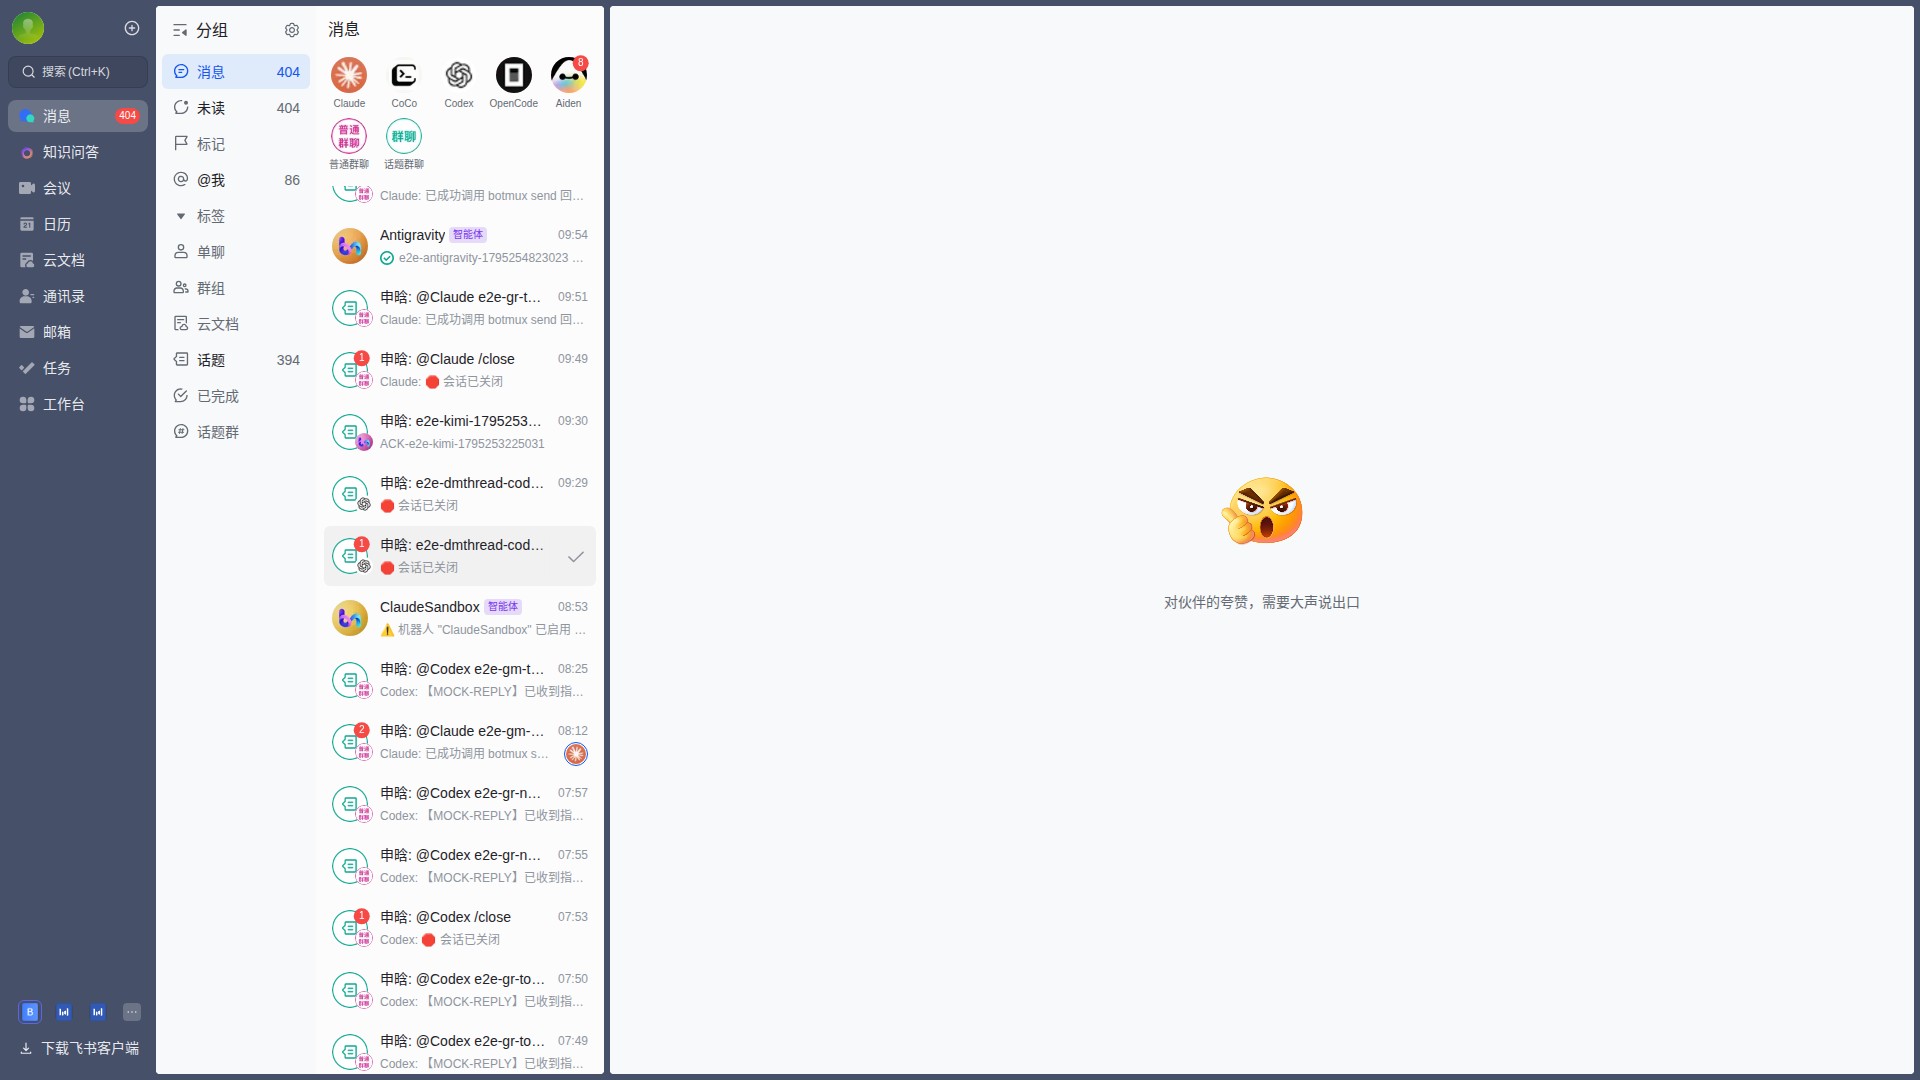 搜索 (Ctrl+K)
消息 404
知识问答
会议
31
日历
云文档
通讯录
邮箱
任务
工作台
B
下载飞书客户端
分组
消息 404
未读 404
标记
@我 86
标签
单聊
群组
云文档
话题 394
已完成
话题群
消息
Claude
CoCo
Codex
OpenCode
8
Aiden
普通群聊
普通群聊
群聊
话题群聊
Claude: 已成功调用 botmux send 回…
Antigravity 智能体 09:54
e2e-antigravity-1795254823023 …
申晗: @Claude e2e-gr-t… 09:51
Claude: 已成功调用 botmux send 回…
1
申晗: @Claude /close 09:49
Claude: 🛑 会话已关闭
申晗: e2e-kimi-1795253… 09:30
ACK-e2e-kimi-1795253225031
申晗: e2e-dmthread-cod… 09:29
🛑 会话已关闭
1
申晗: e2e-dmthread-cod…
🛑 会话已关闭
ClaudeSandbox 智能体 08:53
⚠️ 机器人 "ClaudeSandbox" 已启用 …
申晗: @Codex e2e-gm-t… 08:25
Codex: 【MOCK-REPLY】已收到指…
2
申晗: @Claude e2e-gm-… 08:12
Claude: 已成功调用 botmux s…
申晗: @Codex e2e-gr-n… 07:57
Codex: 【MOCK-REPLY】已收到指…
申晗: @Codex e2e-gr-n… 07:55
Codex: 【MOCK-REPLY】已收到指…
1
申晗: @Codex /close 07:53
Codex: 🛑 会话已关闭
申晗: @Codex e2e-gr-to… 07:50
Codex: 【MOCK-REPLY】已收到指…
申晗: @Codex e2e-gr-to… 07:49
Codex: 【MOCK-REPLY】已收到指…
对伙伴的夸赞，需要大声说出口